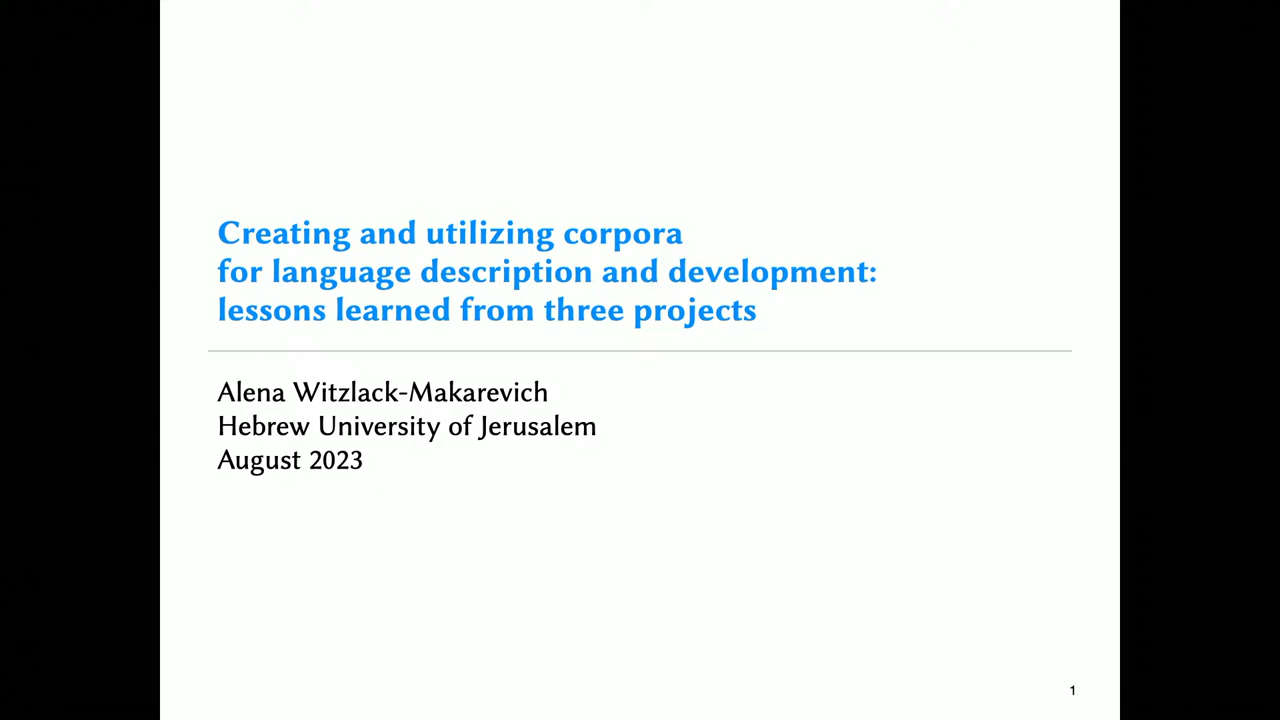 Creating and utilizing corpora
for language description and development:
lessons learned from three projects
Alena Witzlack-Makarevich
Hebrew University of Jerusalem
August 2023
1